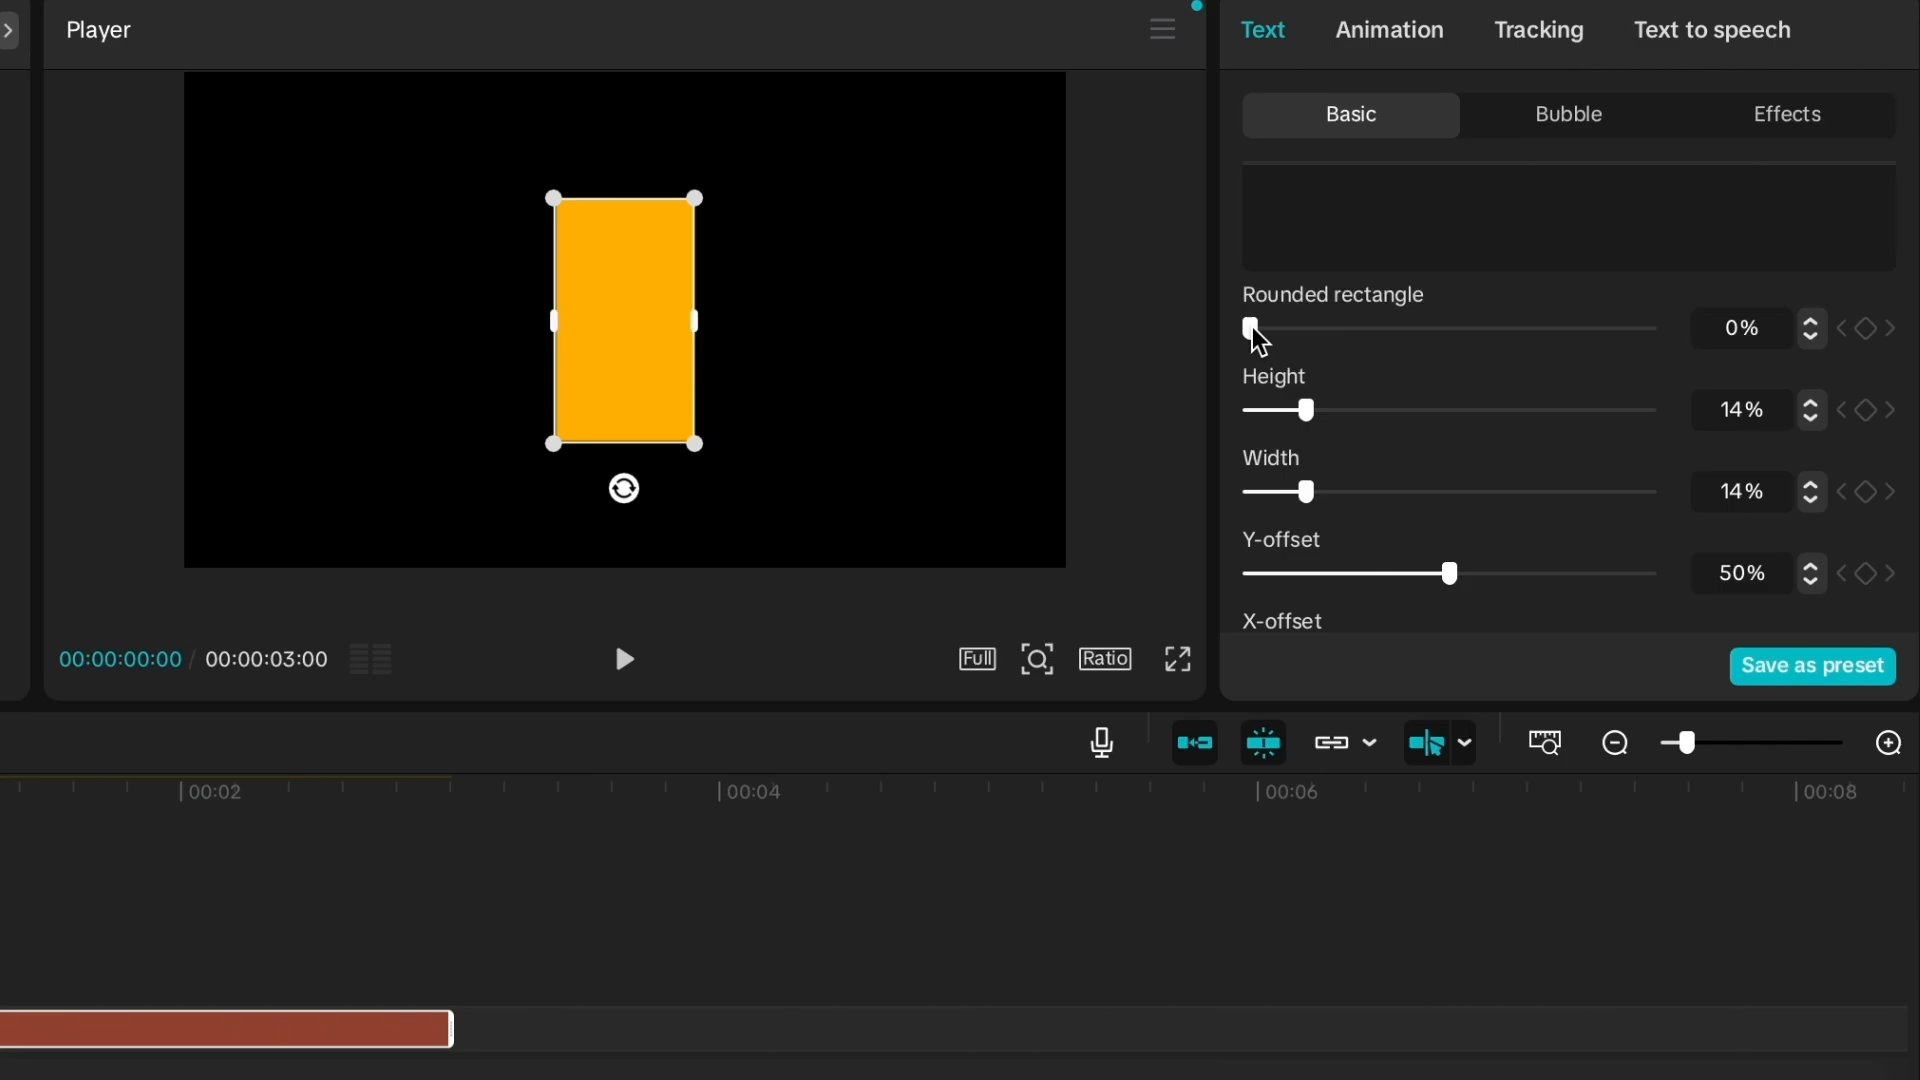 Player
Text Animation Tracking Text to speech
Basic Bubble Effects
Rounded rectangle
0%
Height
14%
Width
14%
Y-offset
50%
X-offset
00:00:00:00 / 00:00:03:00 Full Ratio
Save as preset
00:02 00:04 00:06 00:08